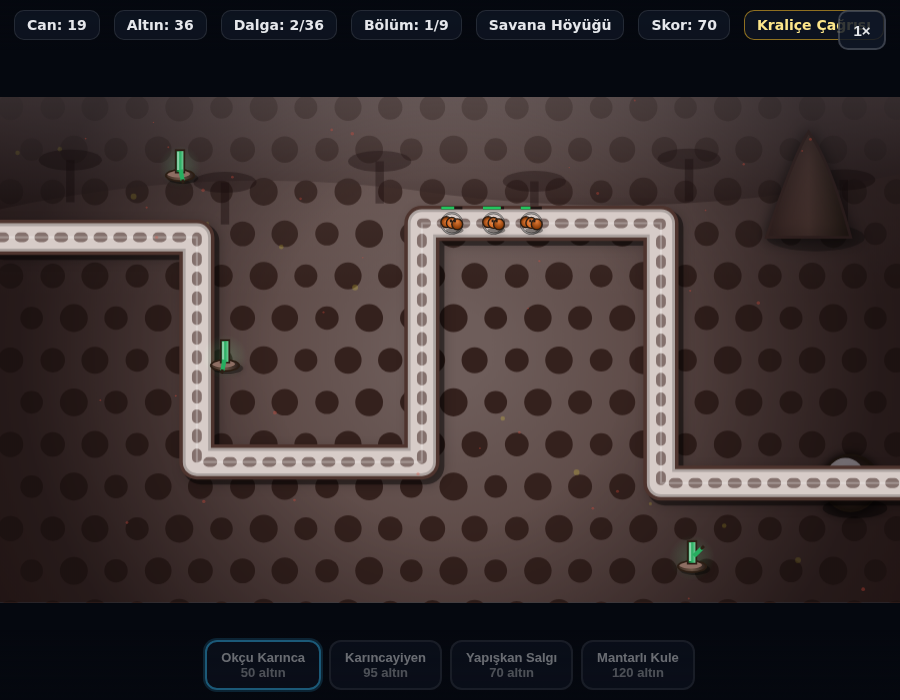 Can: 19
Altın: 36
Dalga: 2/36
Bölüm: 1/9
Savana Höyüğü
Skor: 70
Kraliçe
1×
Okçu Karınca
50 altın
Karıncayiyen
95 altın
Yapışkan Salgı
70 altın
Mantarlı Kule
120 altın